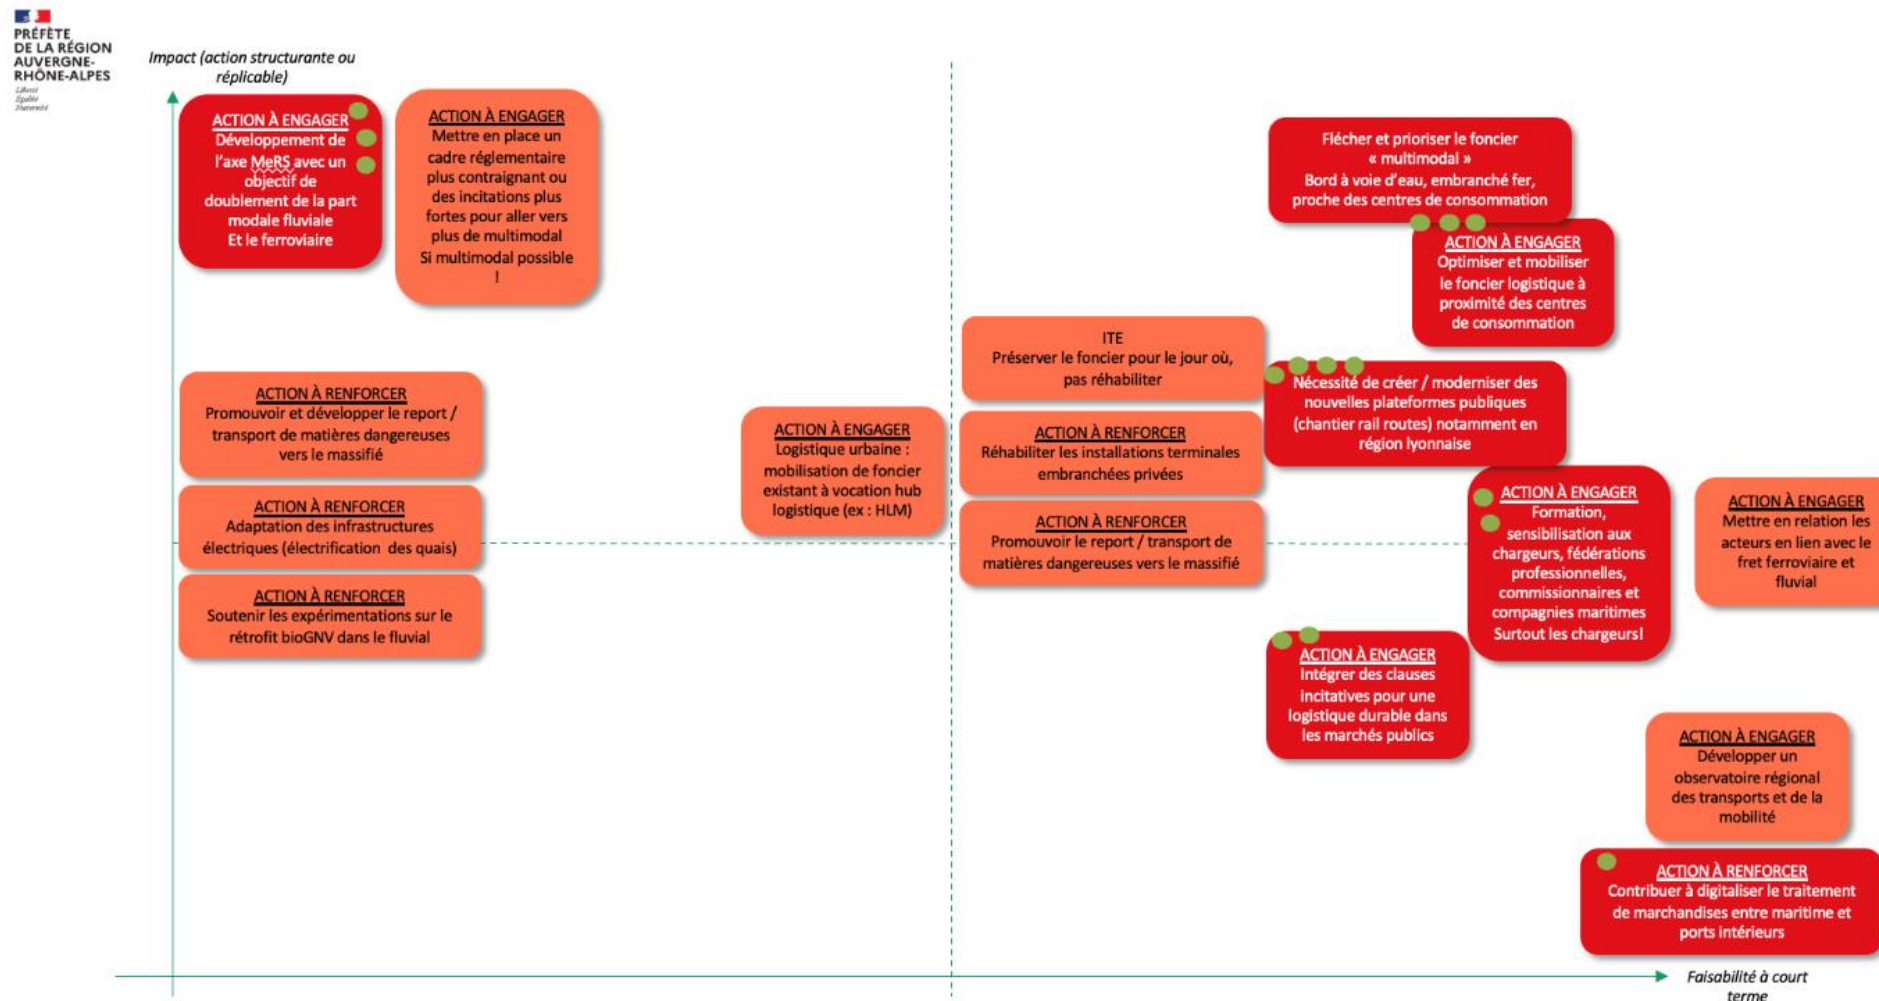 PRÉFÈTE
DE LA RÉGION
AUVERGNE-
RHÔNE-ALPES
Liberté
Égalité
Fraternité
Impact (action structurante ou
réplicable)
ACTION À ENGAGER
Développement de
l'axe MeRS avec un
objectif de
doublement de la part
modale fluviale
Et le ferroviaire
ACTION À ENGAGER
Mettre en place un
cadre réglementaire
plus contraignant ou
des incitations plus
fortes pour aller vers
plus de multimodal
Si multimodal possible
!
Flécher et prioriser le foncier
« multimodal »
Bord à voie d'eau, embranché fer,
proche des centres de consommation
ACTION À ENGAGER
Optimiser et mobiliser
le foncier logistique à
proximité des centres
de consommation
ITE
Préserver le foncier pour le jour où,
pas réhabiliter
Nécessité de créer / moderniser des
nouvelles plateformes publiques
(chantier rail routes) notamment en
région lyonnaise
ACTION À RENFORCER
Promouvoir et développer le report /
transport de matières dangereuses
vers le massifié
ACTION À ENGAGER
Logistique urbaine :
mobilisation de foncier
existant à vocation hub
logistique (ex : HLM)
ACTION À RENFORCER
Réhabiliter les installations terminales
embranchées privées
ACTION À RENFORCER
Adaptation des infrastructures
électriques (électrification des quais)
ACTION À RENFORCER
Promouvoir le report / transport de
matières dangereuses vers le massifié
ACTION À ENGAGER
Formation,
sensibilisation aux
chargeurs, fédérations
professionnelles,
commissionnaires et
compagnies maritimes
Surtout les chargeurs!
ACTION À ENGAGER
Mettre en relation les
acteurs en lien avec le
fret ferroviaire et
fluvial
ACTION À RENFORCER
Soutenir les expérimentations sur le
rétrofit bioGNV dans le fluvial
ACTION À ENGAGER
Intégrer des clauses
incitatives pour une
logistique durable dans
les marchés publics
ACTION À ENGAGER
Développer un
observatoire régional
des transports et de la
mobilité
ACTION À RENFORCER
Contribuer à digitaliser le traitement
de marchandises entre maritime et
ports intérieurs
Faisabilité à court
terme